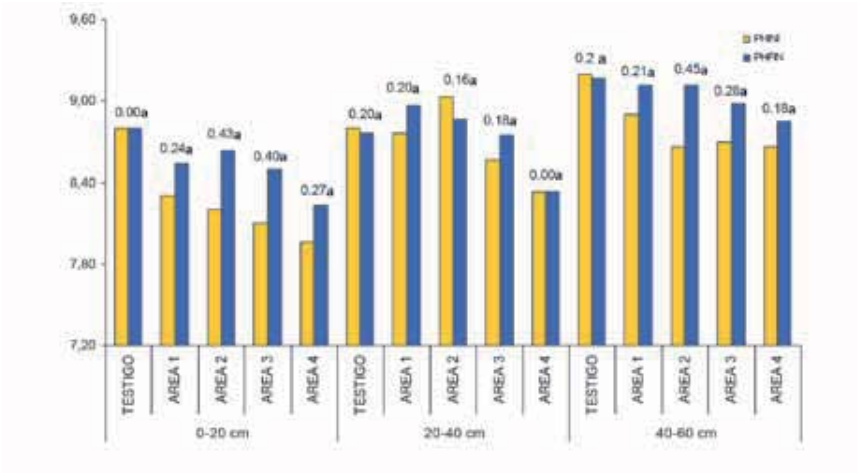 9,60
PHINI
PHFIN
0.2 a
0.21a
0.45a
0.20a
0.16a
9,00
0.28a
0.00a
0.20a
0.18a
0.18a
0.24a
0.43a
0.40a
8,40
0.27a
0.00a
7,80
7,20
TESTIGO AREA 1 AREA 2 AREA 3 AREA 4 TESTIGO AREA 1 AREA 2 AREA 3 AREA 4 TESTIGO AREA 1 AREA 2 AREA 3 AREA 4
0-20 cm 20-40 cm 40-60 cm